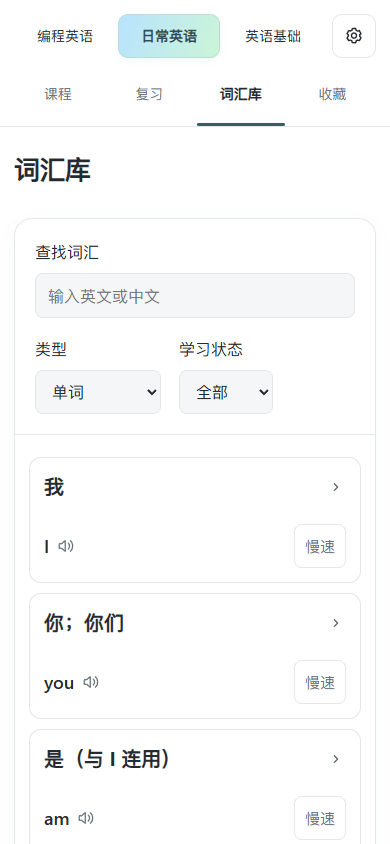 编程英语 日常英语 英语基础
课程 复习 词汇库 收藏
词汇库
查找词汇
输入英文或中文
类型 学习状态
单词 全部
我
I 慢速
你；你们
you 慢速
是（与 I 连用）
am 慢速